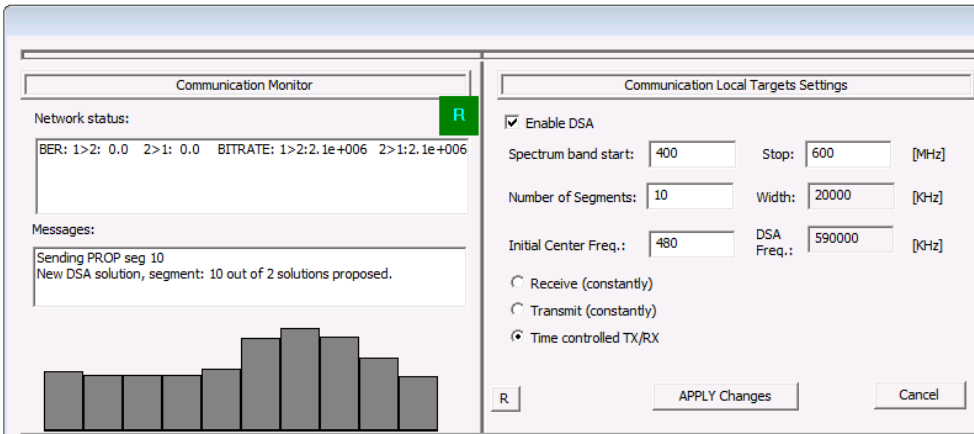 Communication Monitor
R
Network status:
BER: 1>2: 0.0 2>1: 0.0 BITRATE: 1>2:2.1e+006 2>1:2.1e+006
Messages:
Sending PROP seg 10
New DSA solution, segment: 10 out of 2 solutions proposed.
Communication Local Targets Settings
Enable DSA
Spectrum band start: 400 Stop: 600 [MHz]
Number of Segments: 10 Width: 20000 [KHz]
Initial Center Freq.: 480 DSA Freq.: 590000 [KHz]
Receive (constantly)
Transmit (constantly)
Time controlled TX/RX
R APPLY Changes Cancel